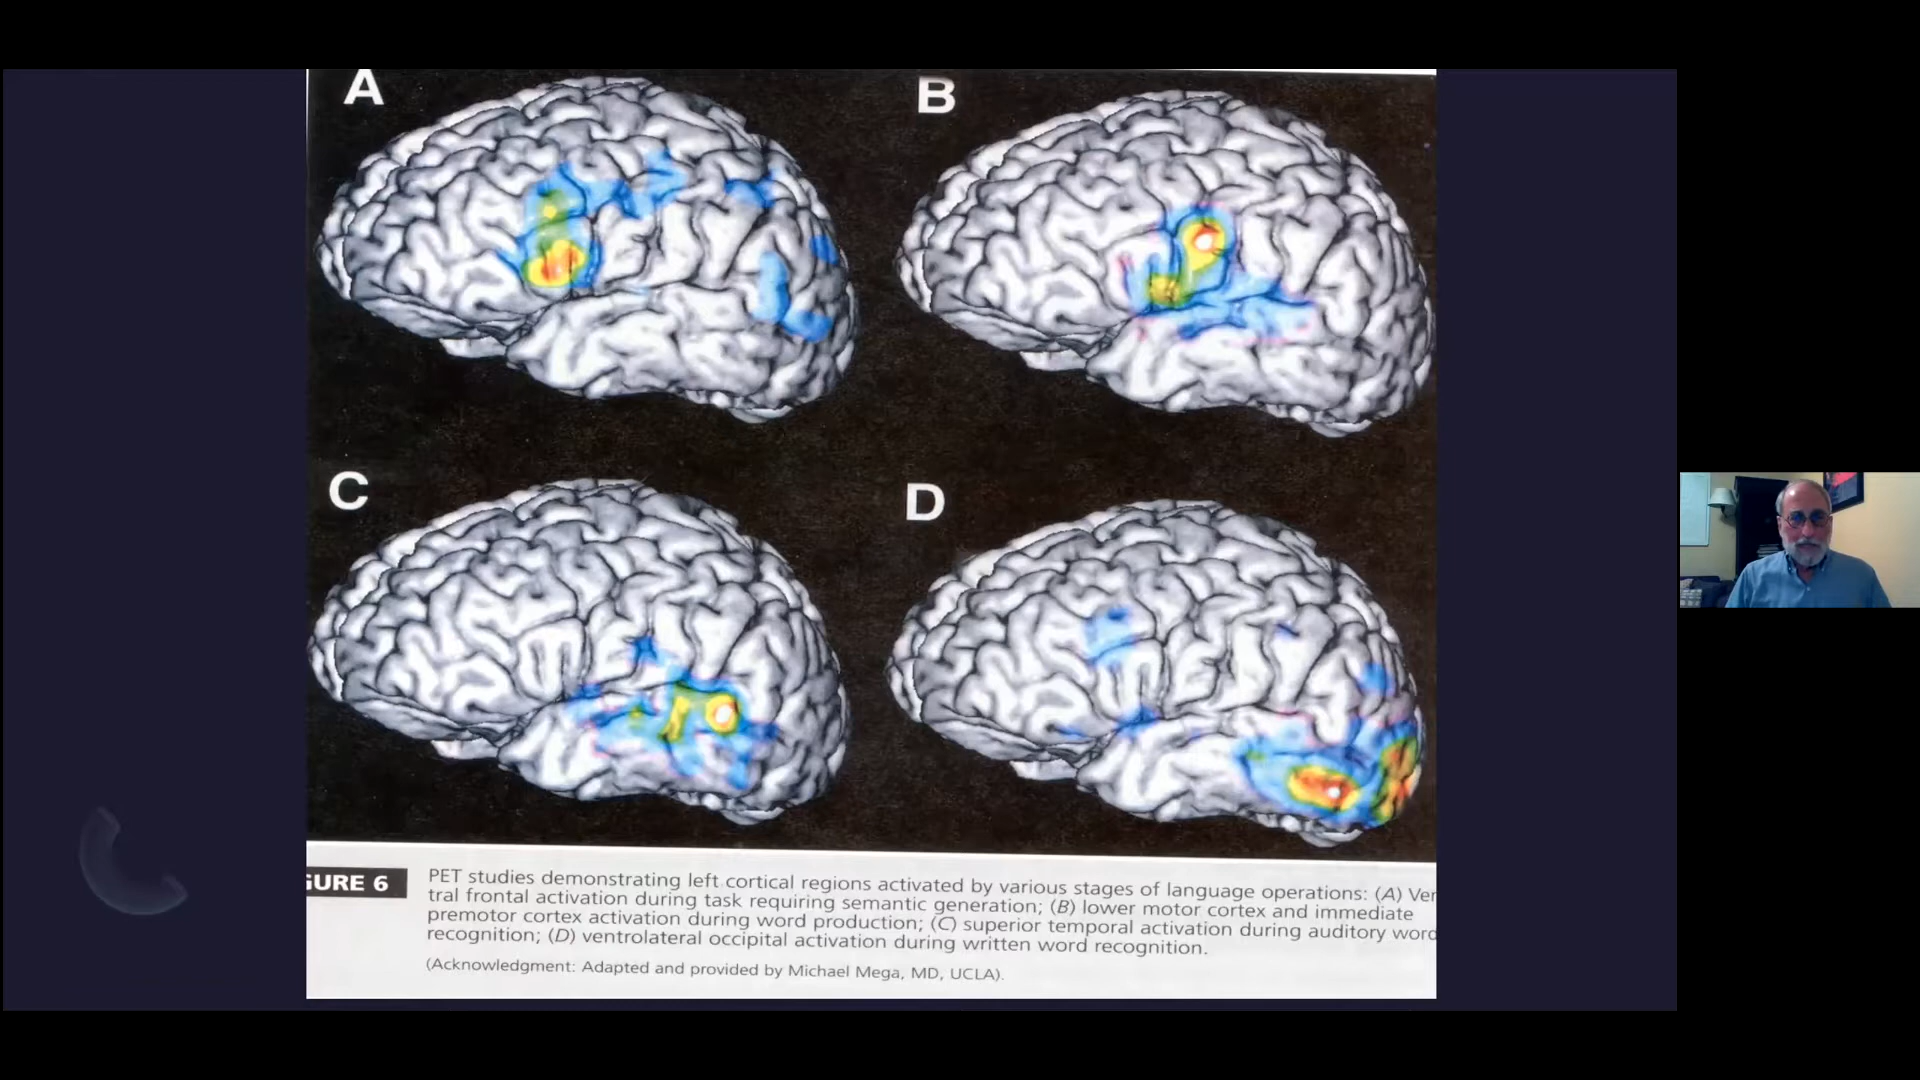 A
B
C
D
GURE 6
PET studies demonstrating left cortical regions activated by various stages of language operations: (A) Ven
tral frontal activation during task requiring semantic generation; (B) lower motor cortex and immediate
premotor cortex activation during word production; (C) superior temporal activation during auditory word
recognition; (D) ventrolateral occipital activation during written word recognition.
(Acknowledgment: Adapted and provided by Michael Mega, MD, UCLA).